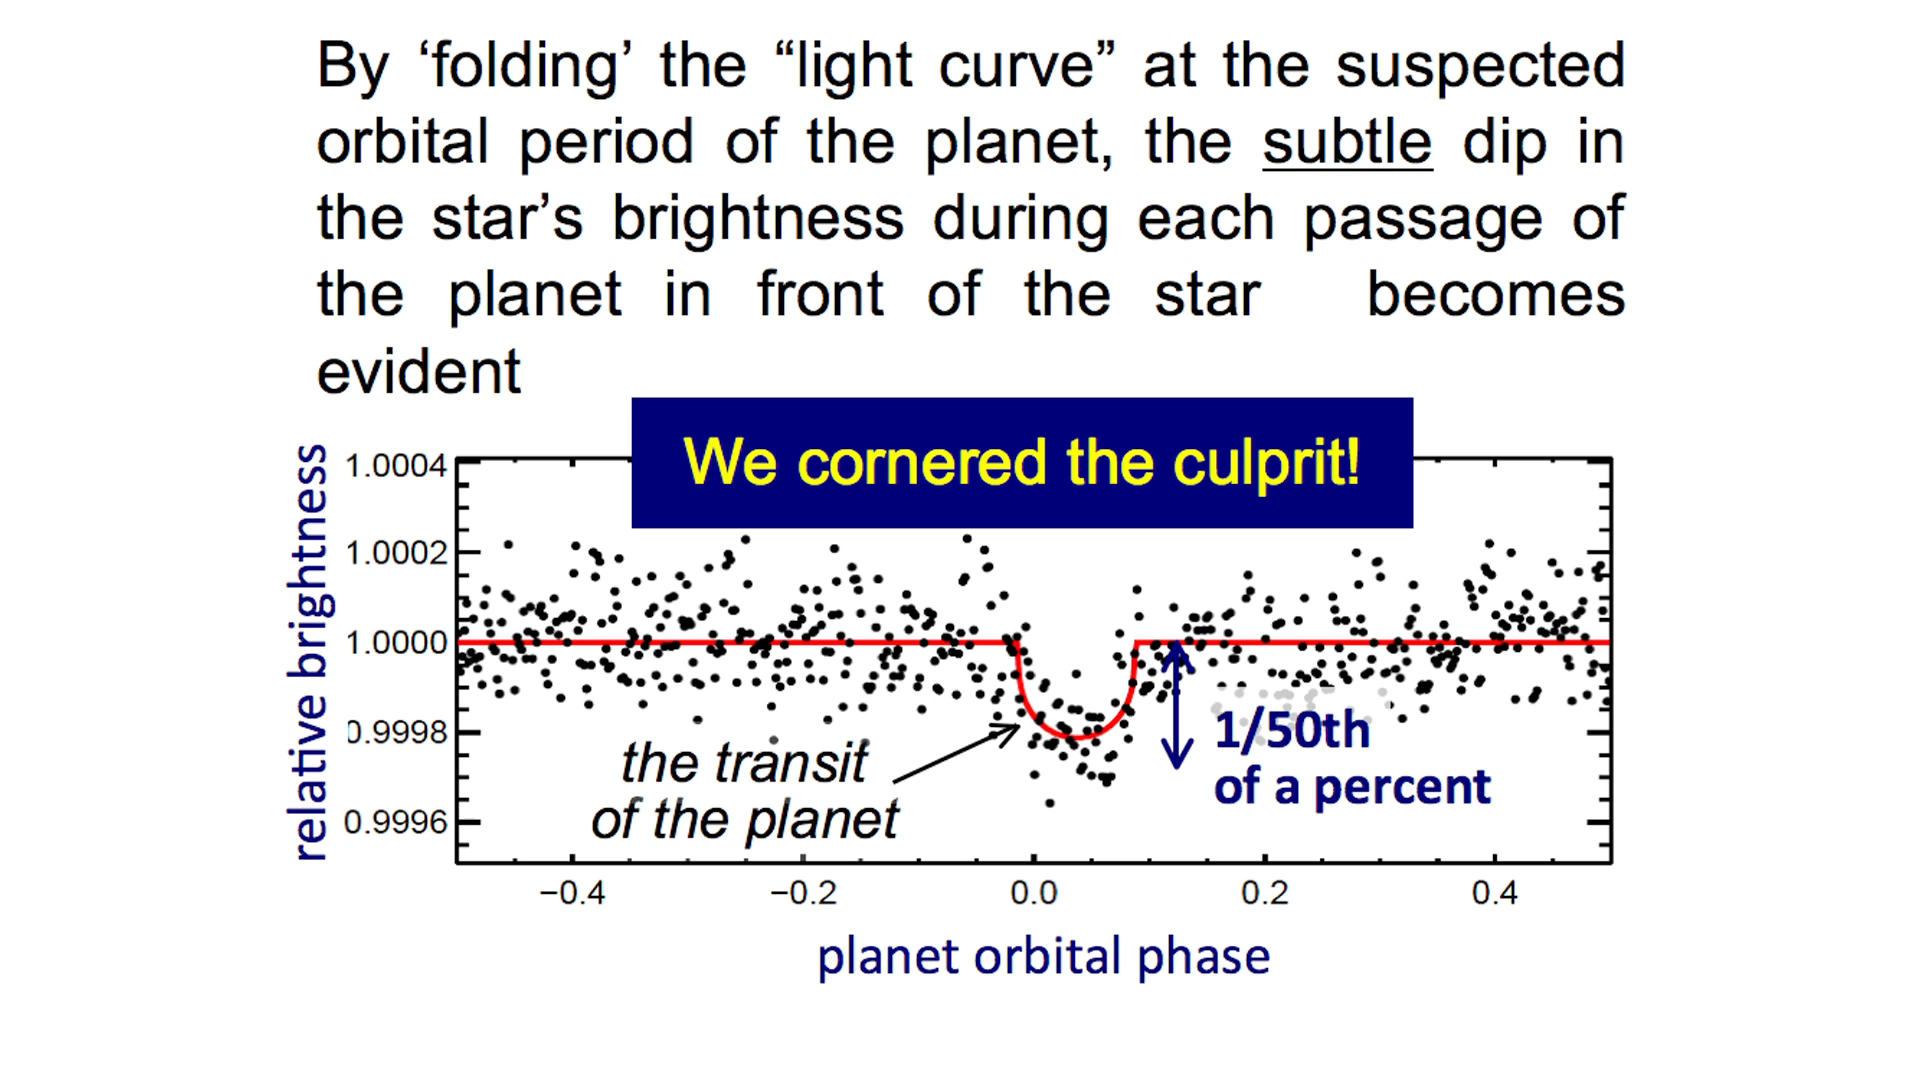 By ‘folding’ the “light curve” at the suspected
orbital period of the planet, the subtle dip in
the star’s brightness during each passage of
the planet in front of the star becomes
evident
We cornered the culprit!
relative brightness
1.0004
1.0002
1.0000
0.9998
0.9996
the transit
of the planet
1/50th
of a percent
−0.4
−0.2
0.0
0.2
0.4
planet orbital phase